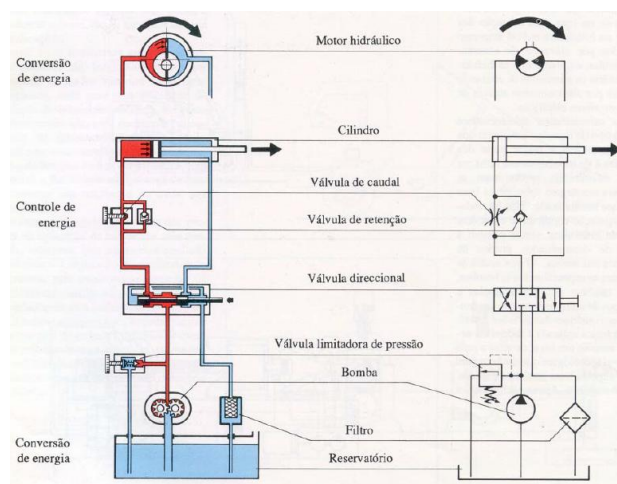 Motor hidráulico
Conversão
de energia
Cilindro
Válvula de caudal
Controle de
energia
Válvula de retenção
Válvula direccional
Válvula limitadora de pressão
Bomba
Filtro
Conversão
de energia
Reservatório